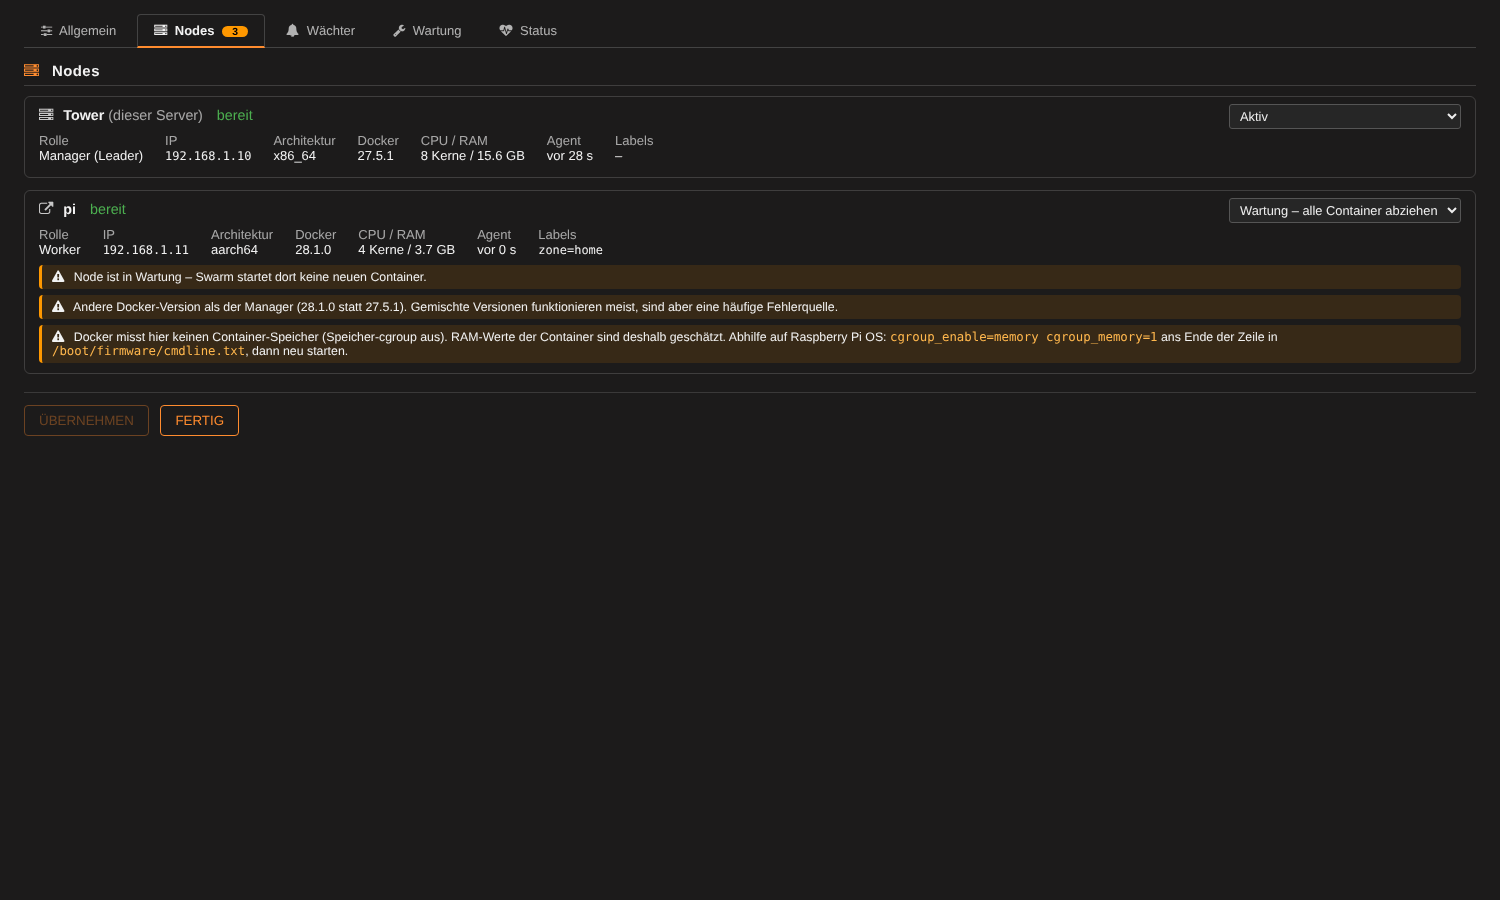 Allgemein Nodes 3 Wächter Wartung Status
Nodes
Tower (dieser Server) bereit Aktiv
Rolle IP Architektur Docker CPU / RAM Agent Labels
Manager (Leader) 192.168.1.10 x86_64 27.5.1 8 Kerne / 15.6 GB vor 28 s –
pi bereit Wartung – alle Container abziehen
Rolle IP Architektur Docker CPU / RAM Agent Labels
Worker 192.168.1.11 aarch64 28.1.0 4 Kerne / 3.7 GB vor 0 s zone=home
Node ist in Wartung – Swarm startet dort keine neuen Container.
Andere Docker-Version als der Manager (28.1.0 statt 27.5.1). Gemischte Versionen funktionieren meist, sind aber eine häufige Fehlerquelle.
Docker misst hier keinen Container-Speicher (Speicher-cgroup aus). RAM-Werte der Container sind deshalb geschätzt. Abhilfe auf Raspberry Pi OS: cgroup_enable=memory cgroup_memory=1 ans Ende der Zeile in
/boot/firmware/cmdline.txt, dann neu starten.
ÜBERNEHMEN FERTIG